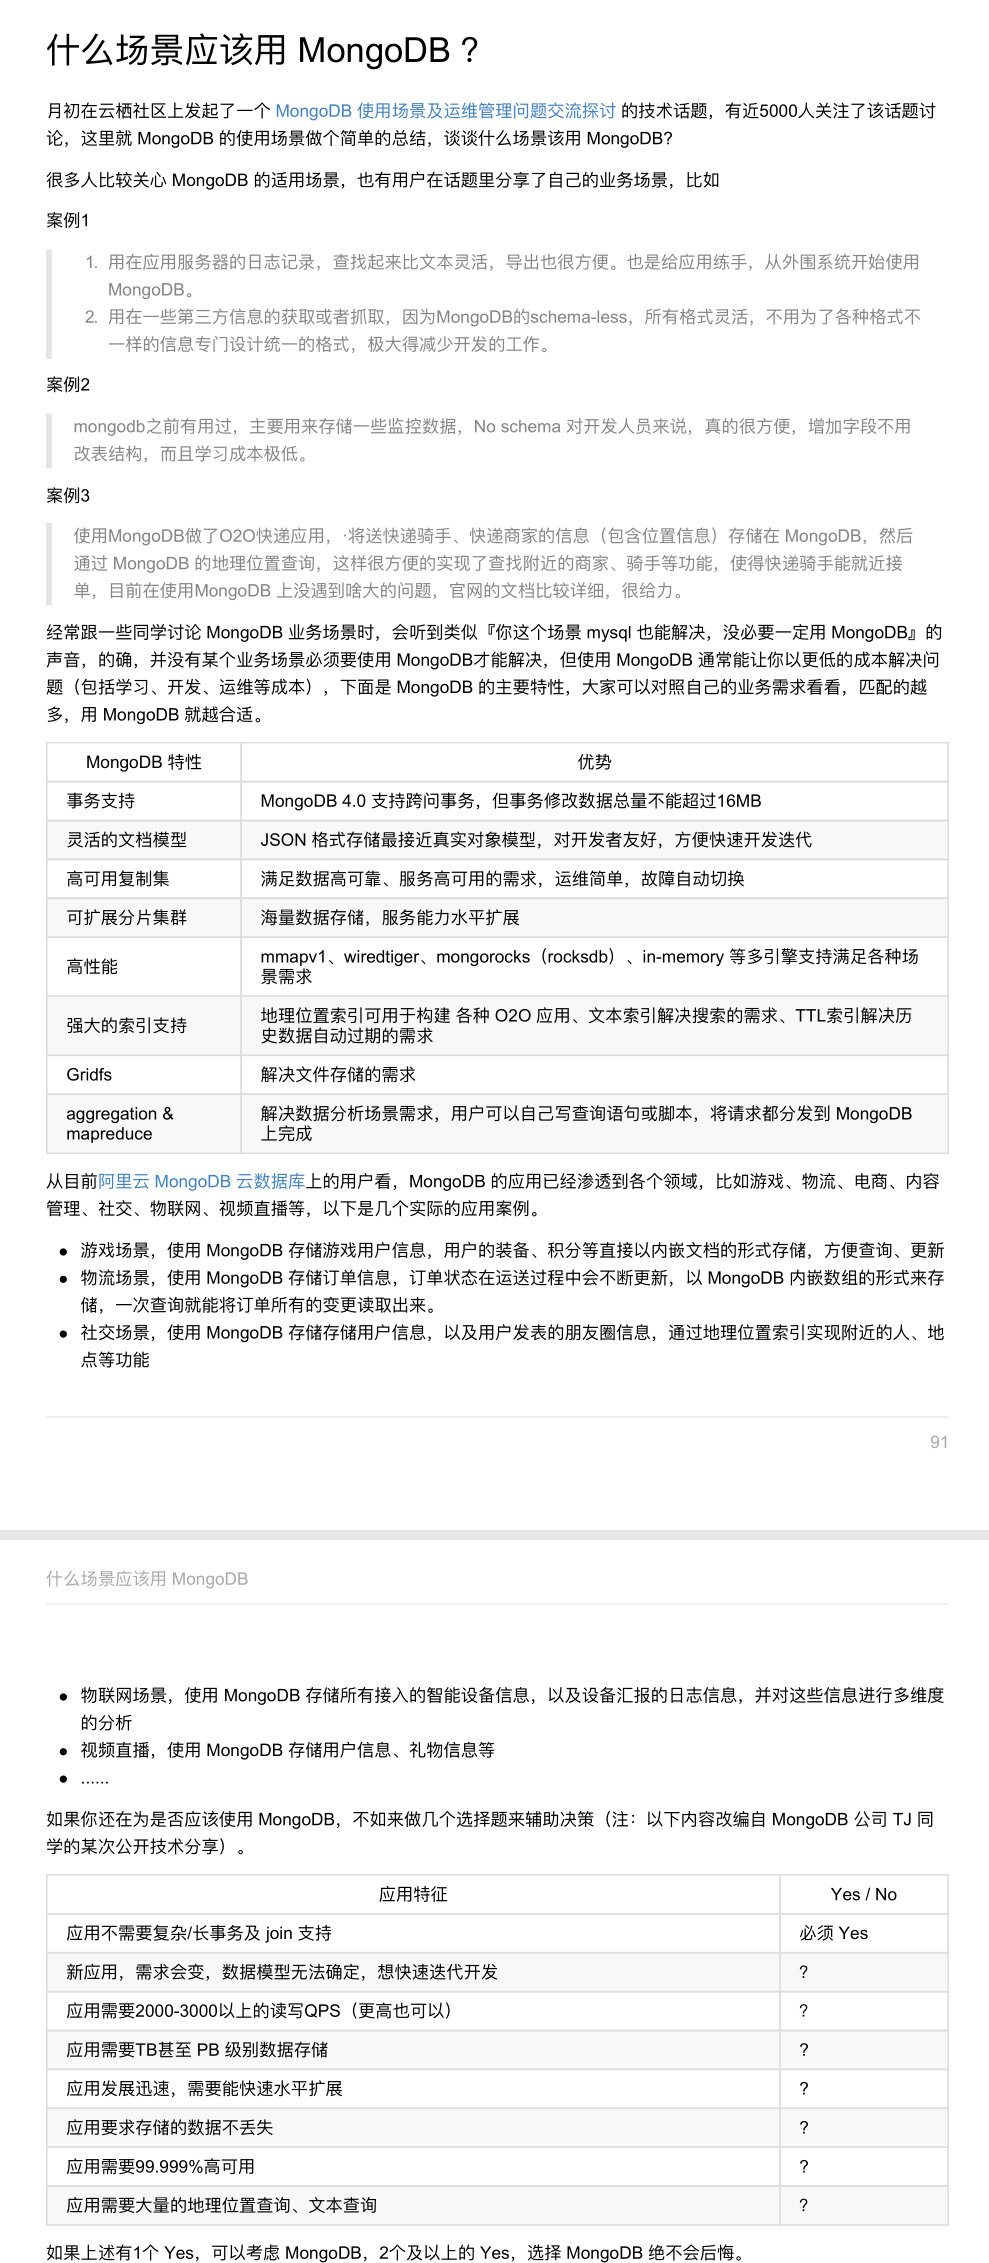 什么场景应该用 MongoDB ?
月初在云栖社区上发起了一个 MongoDB 使用场景及运维管理问题交流探讨 的技术话题，有近5000人关注了该话题讨
论，这里就 MongoDB 的使用场景做个简单的总结，谈谈什么场景该用 MongoDB?
很多人比较关心 MongoDB 的适用场景，也有用户在话题里分享了自己的业务场景，比如
案例1
1. 用在应用服务器的日志记录，查找起来比文本灵活，导出也很方便。也是给应用练手，从外围系统开始使用
MongoDB。
2. 用在一些第三方信息的获取或者抓取，因为MongoDB的schema-less，所有格式灵活，不用为了各种格式不
一样的信息专门设计统一的格式，极大得减少开发的工作。
案例2
mongodb之前有用过，主要用来存储一些监控数据，No schema 对开发人员来说，真的很方便，增加字段不用
改表结构，而且学习成本极低。
案例3
使用MongoDB做了O2O快递应用，·将送快递骑手、快递商家的信息（包含位置信息）存储在 MongoDB，然后
通过 MongoDB 的地理位置查询，这样很方便的实现了查找附近的商家、骑手等功能，使得快递骑手能就近接
单，目前在使用MongoDB 上没遇到啥大的问题，官网的文档比较详细，很给力。
经常跟一些同学讨论 MongoDB 业务场景时，会听到类似『你这个场景 mysql 也能解决，没必要一定用 MongoDB』的
声音，的确，并没有某个业务场景必须要使用 MongoDB才能解决，但使用 MongoDB 通常能让你以更低的成本解决问
题（包括学习、开发、运维等成本），下面是 MongoDB 的主要特性，大家可以对照自己的业务需求看看，匹配的越
多，用 MongoDB 就越合适。
MongoDB 特性 优势
事务支持 MongoDB 4.0 支持跨问事务，但事务修改数据总量不能超过16MB
灵活的文档模型 JSON 格式存储最接近真实对象模型，对开发者友好，方便快速开发迭代
高可用复制集 满足数据高可靠、服务高可用的需求，运维简单，故障自动切换
可扩展分片集群 海量数据存储，服务能力水平扩展
高性能 mmapv1、wiredtiger、mongorocks（rocksdb）、in-memory 等多引擎支持满足各种场
景需求
强大的索引支持 地理位置索引可用于构建 各种 O2O 应用、文本索引解决搜索的需求、TTL索引解决历
史数据自动过期的需求
Gridfs 解决文件存储的需求
aggregation & 解决数据分析场景需求，用户可以自己写查询语句或脚本，将请求都分发到 MongoDB
mapreduce 上完成
从目前阿里云 MongoDB 云数据库上的用户看，MongoDB 的应用已经渗透到各个领域，比如游戏、物流、电商、内容
管理、社交、物联网、视频直播等，以下是几个实际的应用案例。
● 游戏场景，使用 MongoDB 存储游戏用户信息，用户的装备、积分等直接以内嵌文档的形式存储，方便查询、更新
● 物流场景，使用 MongoDB 存储订单信息，订单状态在运送过程中会不断更新，以 MongoDB 内嵌数组的形式来存
储，一次查询就能将订单所有的变更读取出来。
● 社交场景，使用 MongoDB 存储存储用户信息，以及用户发表的朋友圈信息，通过地理位置索引实现附近的人、地
点等功能
91
什么场景应该用 MongoDB
● 物联网场景，使用 MongoDB 存储所有接入的智能设备信息，以及设备汇报的日志信息，并对这些信息进行多维度
的分析
● 视频直播，使用 MongoDB 存储用户信息、礼物信息等
● ......
如果你还在为是否应该使用 MongoDB，不如来做几个选择题来辅助决策（注：以下内容改编自 MongoDB 公司 TJ 同
学的某次公开技术分享）。
应用特征 Yes / No
应用不需要复杂/长事务及 join 支持 必须 Yes
新应用，需求会变，数据模型无法确定，想快速迭代开发 ?
应用需要2000-3000以上的读写QPS（更高也可以） ?
应用需要TB甚至 PB 级别数据存储 ?
应用发展迅速，需要能快速水平扩展 ?
应用要求存储的数据不丢失 ?
应用需要99.999%高可用 ?
应用需要大量的地理位置查询、文本查询 ?
如果上述有1个 Yes，可以考虑 MongoDB，2个及以上的 Yes，选择 MongoDB 绝不会后悔。